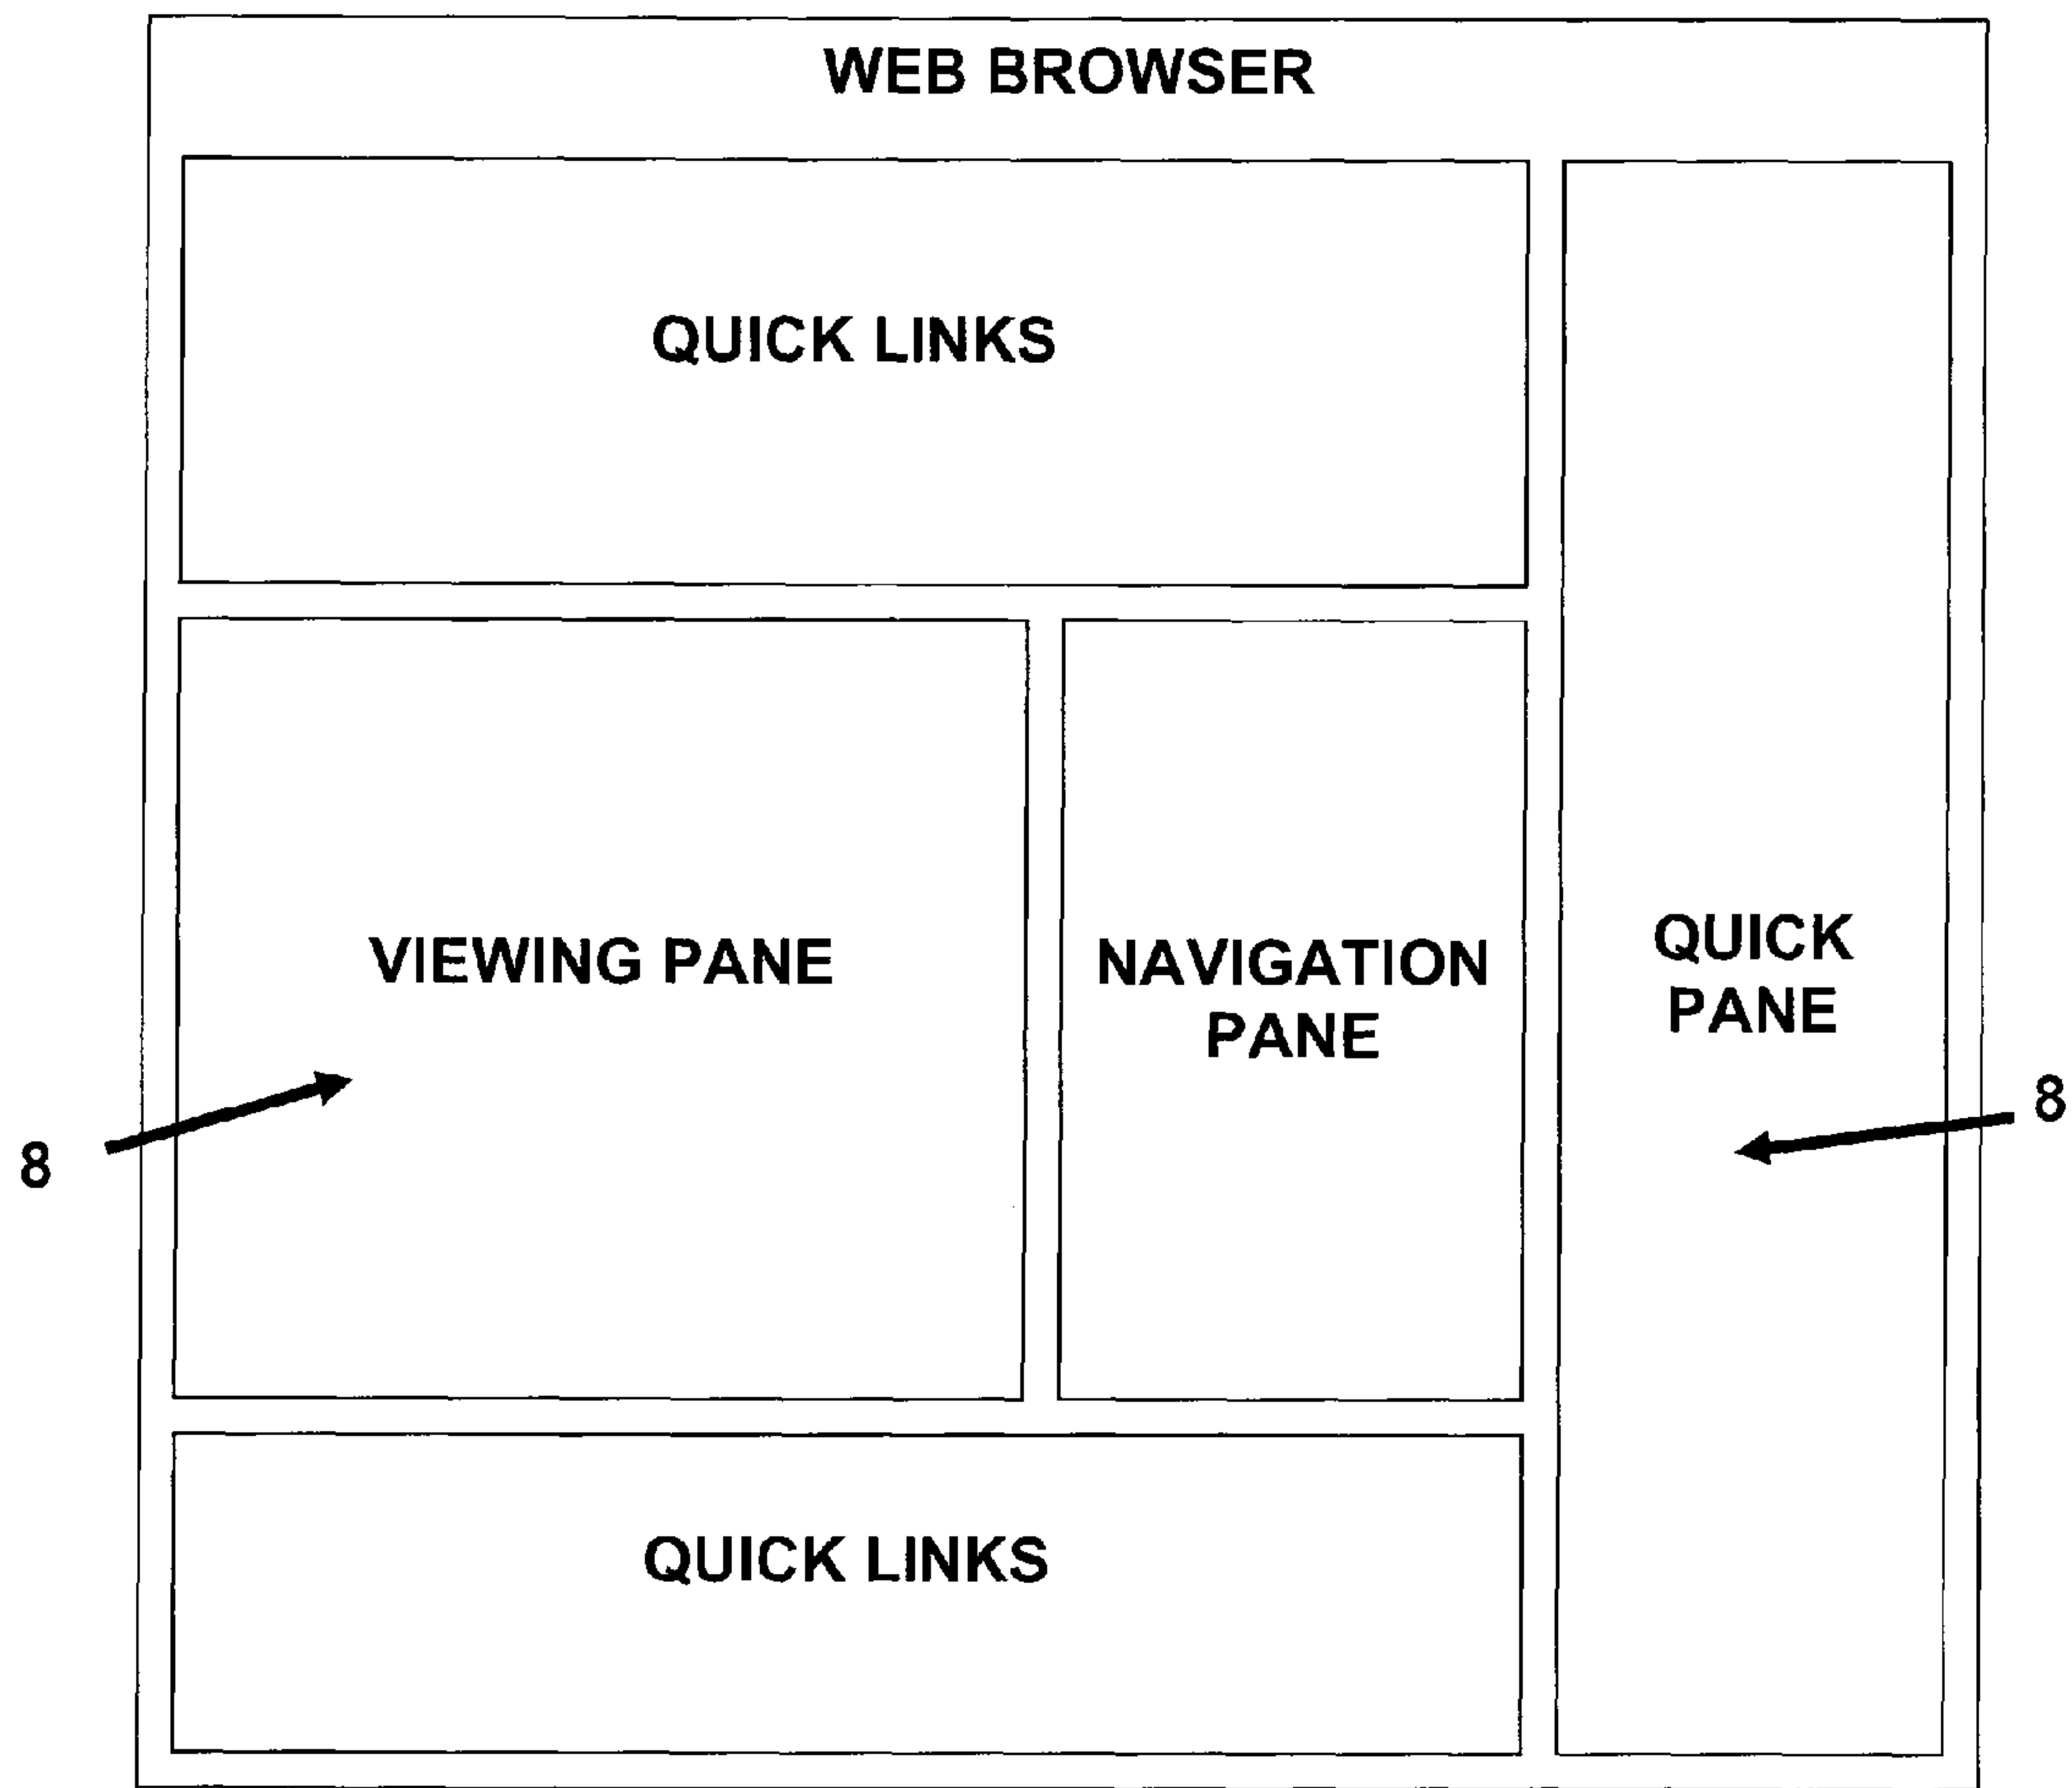 WEB BROWSER
QUICK LINKS
VIEWING PANE
NAVIGATION
PANE
QUICK
PANE
8
8
QUICK LINKS